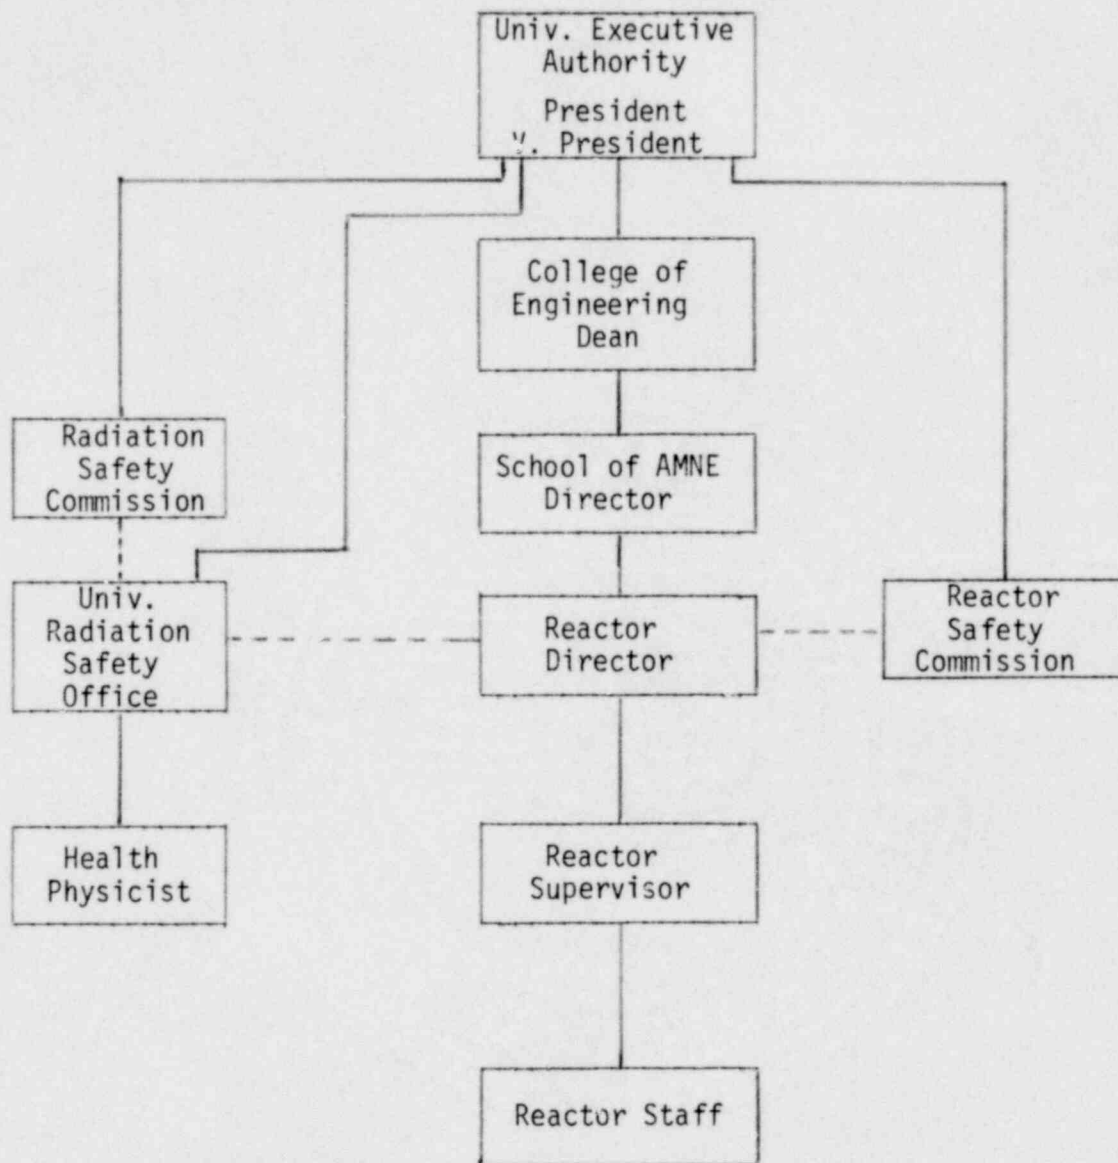 Univ. Executive
Authority
President
V. President
College of
Engineering
Dean
Radiation
Safety
Commission
School of AMNE
Director
Univ.
Radiation
Safety
Office
Reactor
Director
Reactor
Safety
Commission
Health
Physicist
Reactor
Supervisor
Reactor Staff